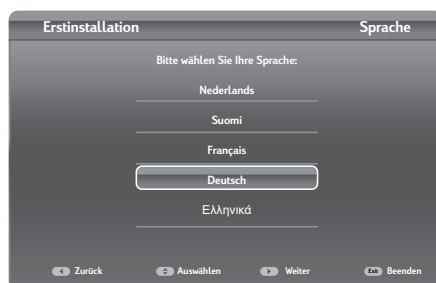 Erstinstallation Sprache
Bitte wählen Sie Ihre Sprache:
Nederlands
Suomi
Français
Deutsch
Ελληνικά
Zurück Auswählen Weiter Exit Beenden